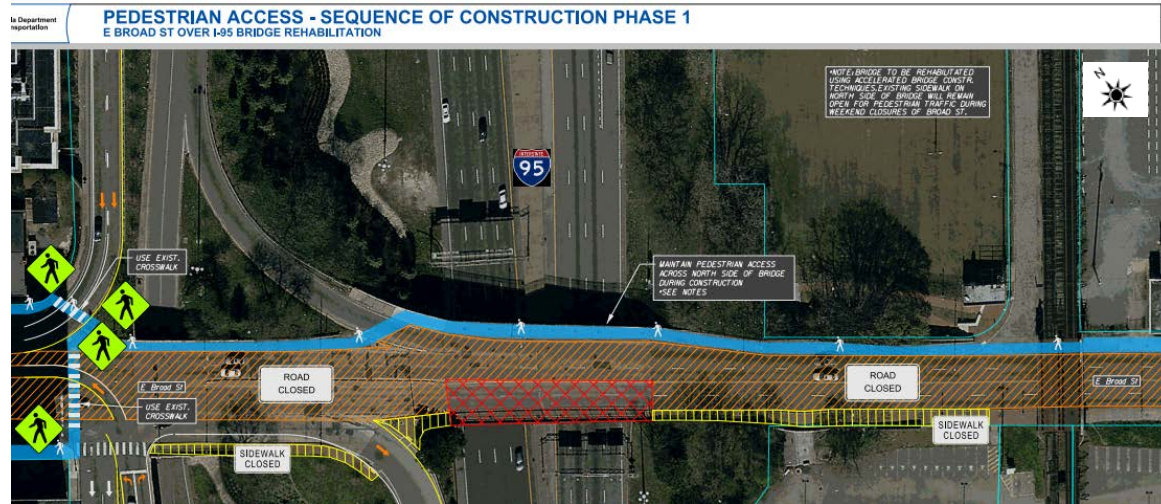 la Department
nsportation
PEDESTRIAN ACCESS - SEQUENCE OF CONSTRUCTION PHASE 1
E BROAD ST OVER I-95 BRIDGE REHABILITATION
*NOTE: BRIDGE TO BE REHABILITATED
USING ACCELERATED BRIDGE CONSTR.
TECHNIQUES. EXISTING SIDEWALK ON
NORTH SIDE OF BRIDGE WILL REMAIN
OPEN FOR PEDESTRIAN TRAFFIC DURING
WEEKEND CLOSURES OF BROAD ST.
N
INTERSTATE
95
USE EXIST.
CROSSWALK
MAINTAIN PEDESTRIAN ACCESS
ACROSS NORTH SIDE OF BRIDGE
DURING CONSTRUCTION
*SEE NOTES
ROAD
CLOSED
ROAD
CLOSED
E Broad St
E Broad St
USE EXIST.
CROSSWALK
SIDEWALK
CLOSED
SIDEWALK
CLOSED